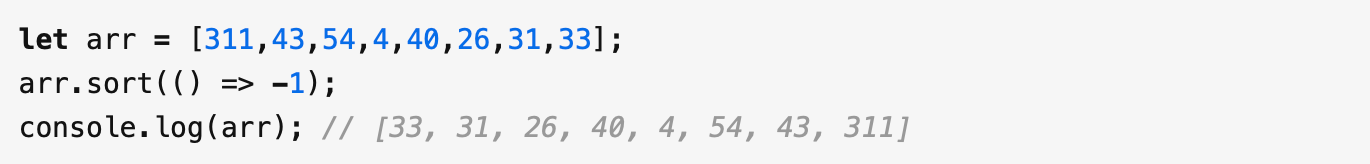 let arr = [311,43,54,4,40,26,31,33];
arr.sort(() => -1);
console.log(arr); // [33, 31, 26, 40, 4, 54, 43, 311]